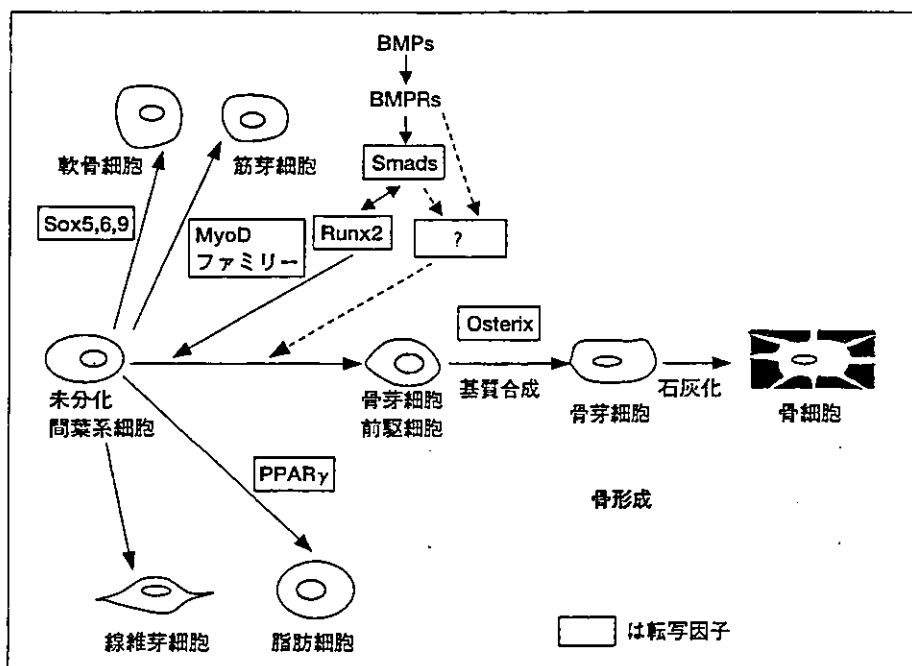 BMPs
BMPRs
Smads
軟骨細胞
筋芽細胞
Sox5,6,9
MyoD
ファミリー
Runx2
?
Osterix
未分化
間葉系細胞
骨芽細胞
前駆細胞
基質合成
骨芽細胞
石灰化
骨細胞
PPARγ
骨形成
線維芽細胞
脂肪細胞
は転写因子